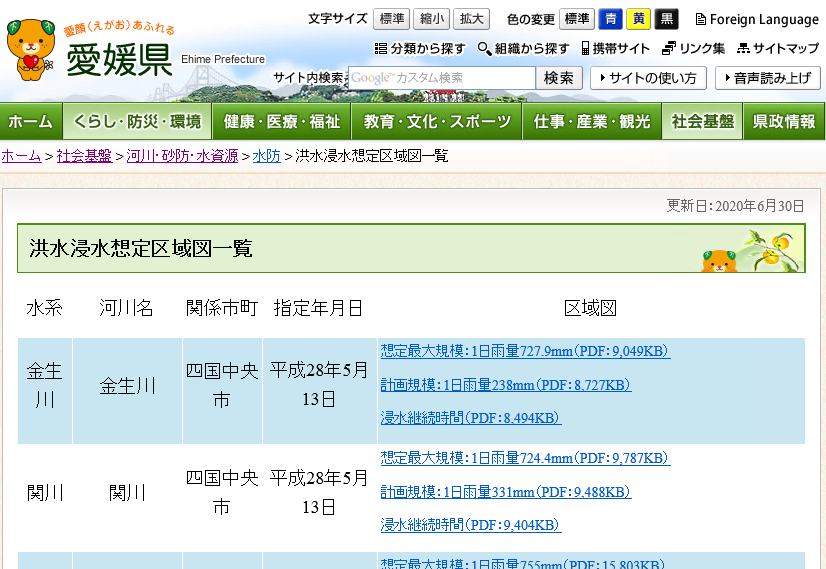 文字サイズ 標準 縮小 拡大 色の変更 標準 青 黄 黒 Foreign Language
愛顔（えがお）あふれる
愛媛県 Ehime Prefecture
分類から探す 組織から探す 携帯サイト リンク集 サイトマップ
サイト内検索 Google™カスタム検索 検索 サイトの使い方 音声読み上げ
ホーム くらし・防災・環境 健康・医療・福祉 教育・文化・スポーツ 仕事・産業・観光 社会基盤 県政情報
ホーム > 社会基盤 > 河川・砂防・水資源 > 水防 > 洪水浸水想定区域図一覧
更新日：2020年6月30日
洪水浸水想定区域図一覧
水系 河川名 関係市町 指定年月日 区域図
金生川 金生川 四国中央市 平成28年5月13日
想定最大規模：1日雨量727.9mm（PDF：9,049KB）
計画規模：1日雨量238mm（PDF：8,727KB）
浸水継続時間（PDF：8,494KB）
関川 関川 四国中央市 平成28年5月13日
想定最大規模：1日雨量724.4mm（PDF：9,787KB）
計画規模：1日雨量331mm（PDF：9,488KB）
浸水継続時間（PDF：9,404KB）
想定最大規模：1日雨量755mm（PDF：15,803KB）